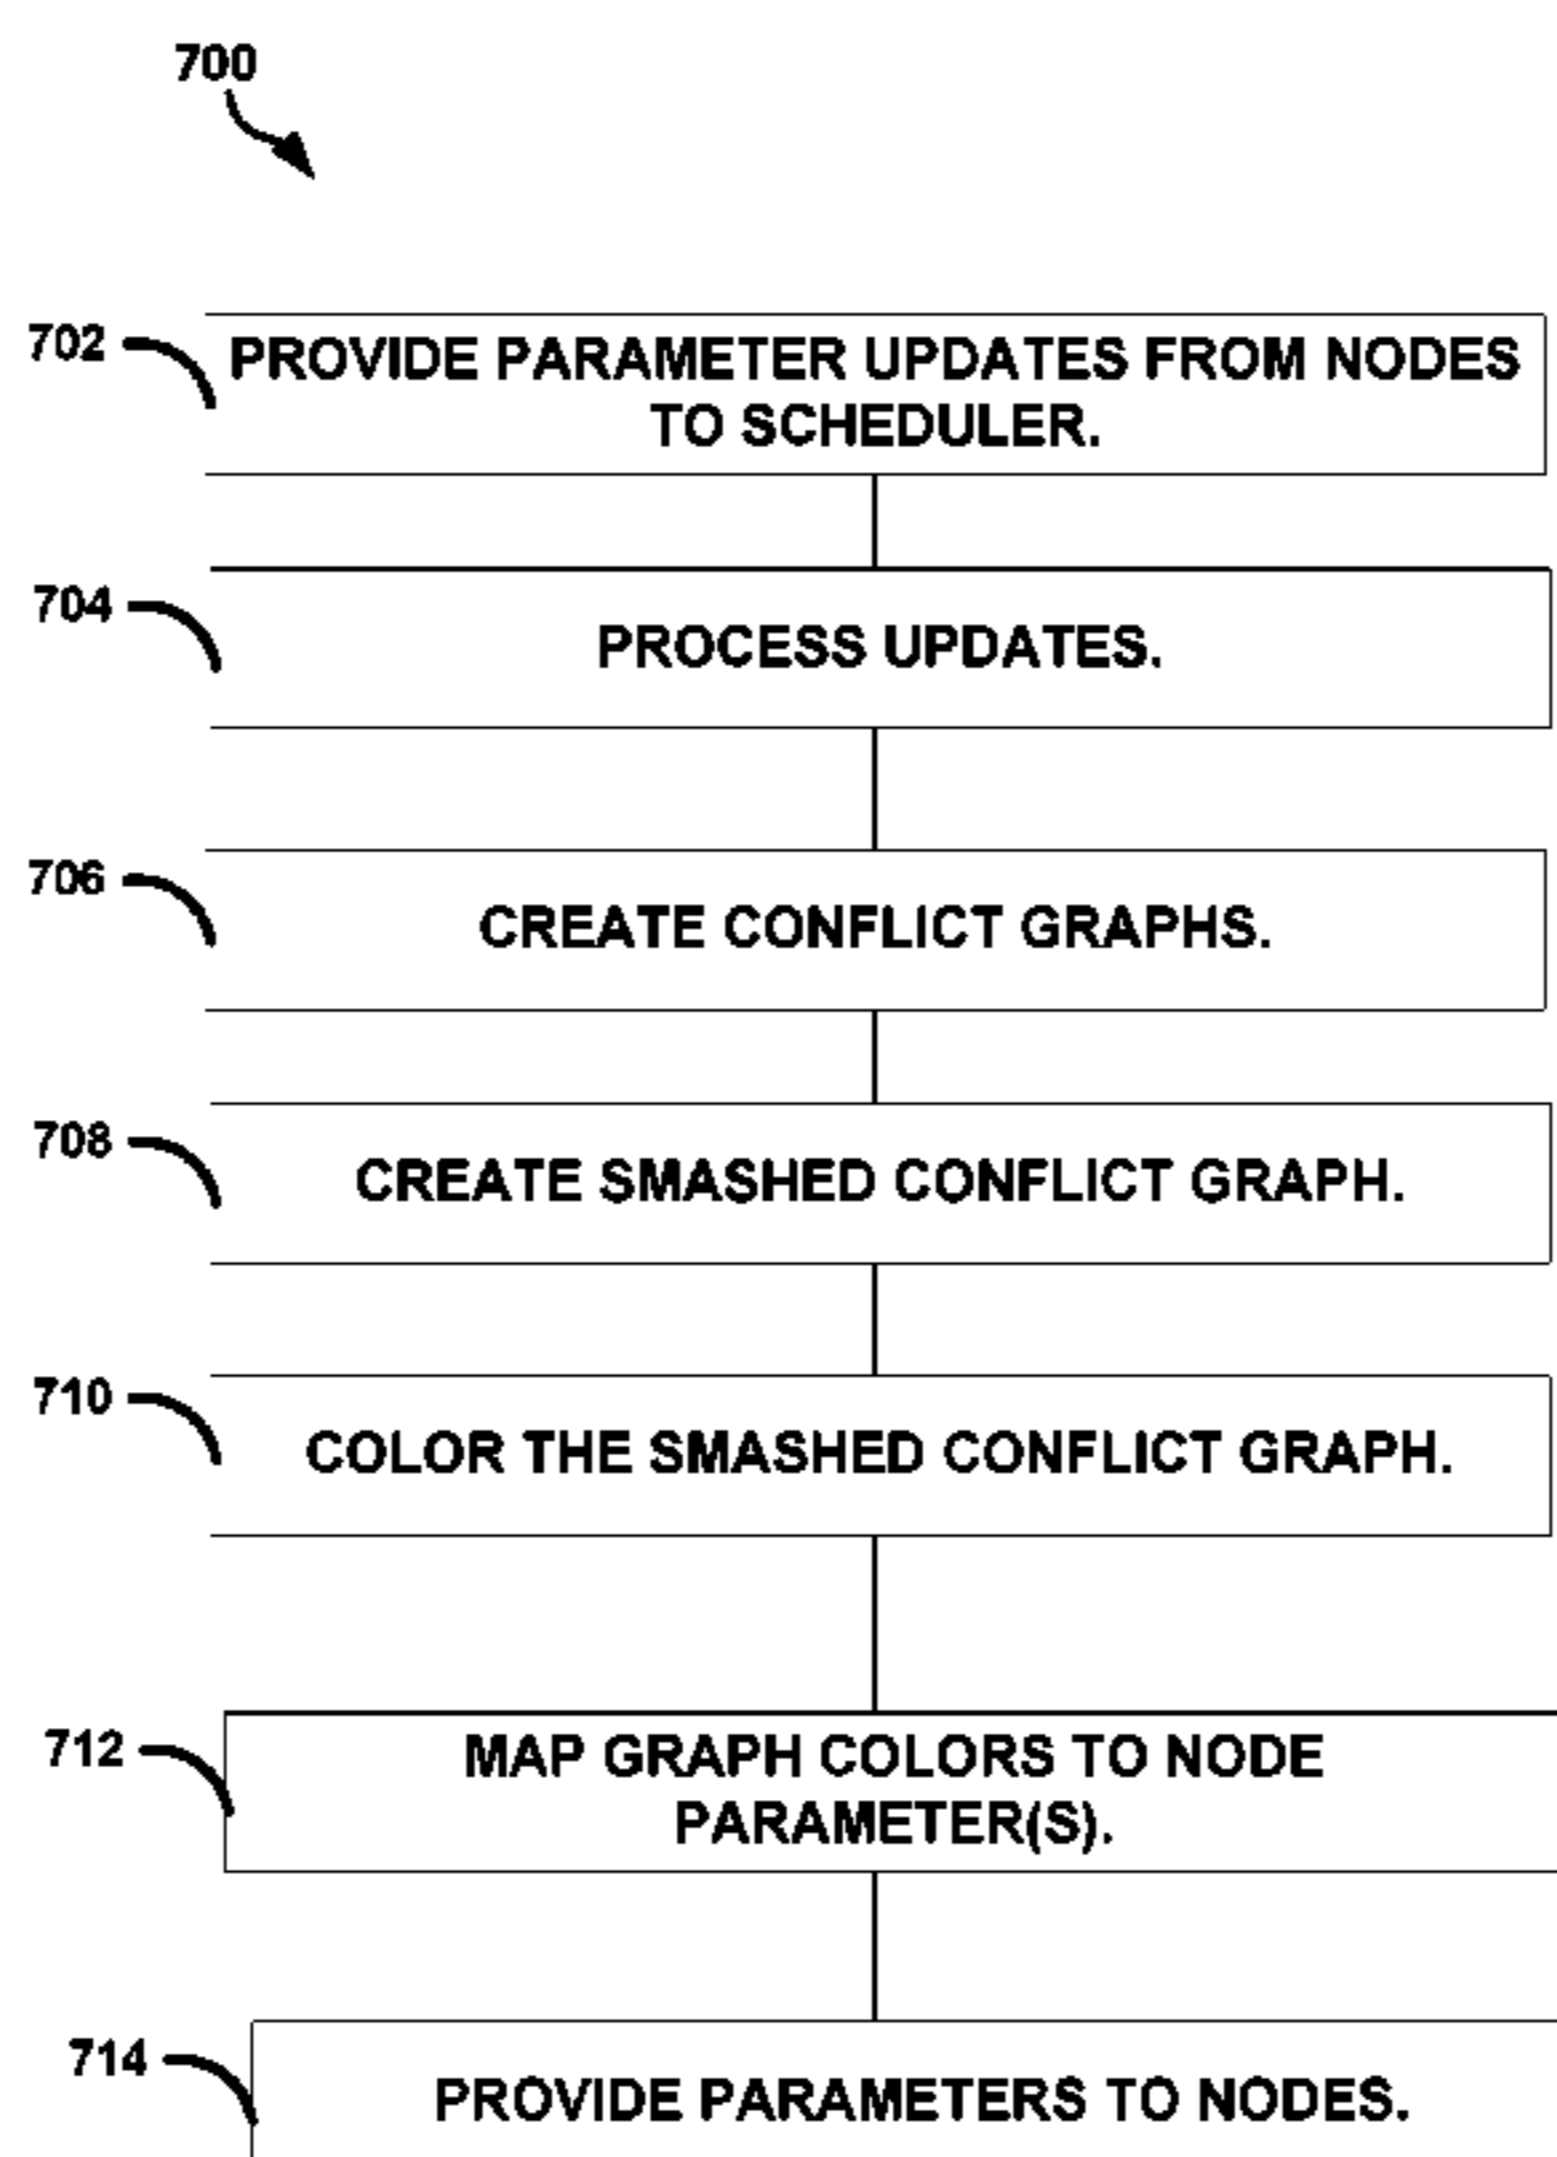 700
702
PROVIDE PARAMETER UPDATES FROM NODES
TO SCHEDULER.
704
PROCESS UPDATES.
706
CREATE CONFLICT GRAPHS.
708
CREATE SMASHED CONFLICT GRAPH.
710
COLOR THE SMASHED CONFLICT GRAPH.
712
MAP GRAPH COLORS TO NODE
PARAMETER(S).
714
PROVIDE PARAMETERS TO NODES.